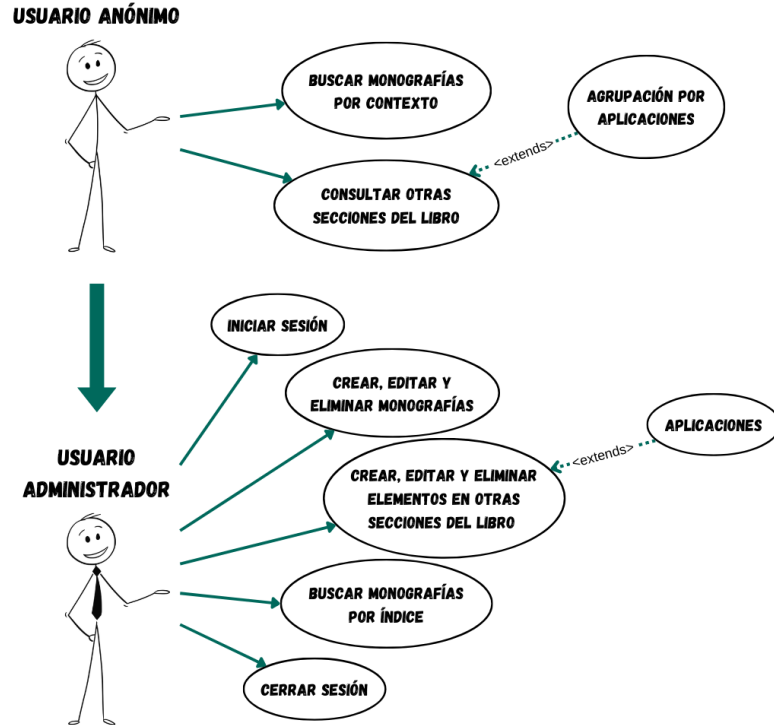 USUARIO ANÓNIMO
BUSCAR MONOGRAFÍAS
POR CONTEXTO
AGRUPACIÓN POR
APLICACIONES
<extends>
CONSULTAR OTRAS
SECCIONES DEL LIBRO
INICIAR SESIÓN
CREAR, EDITAR Y
ELIMINAR MONOGRAFÍAS
APLICACIONES
<extends>
USUARIO
ADMINISTRADOR
CREAR, EDITAR Y ELIMINAR
ELEMENTOS EN OTRAS
SECCIONES DEL LIBRO
BUSCAR MONOGRAFÍAS
POR ÍNDICE
CERRAR SESIÓN